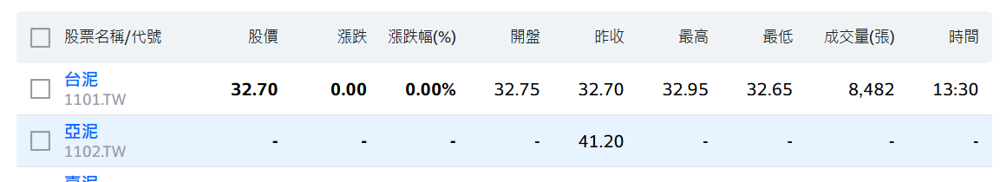 股票名稱/代號 股價 漲跌 漲跌幅(%) 開盤 昨收 最高 最低 成交量(張) 時間
台泥
1101.TW
32.70 0.00 0.00% 32.75 32.70 32.95 32.65 8,482 13:30
亞泥
1102.TW
- - - - 41.20 - - - -